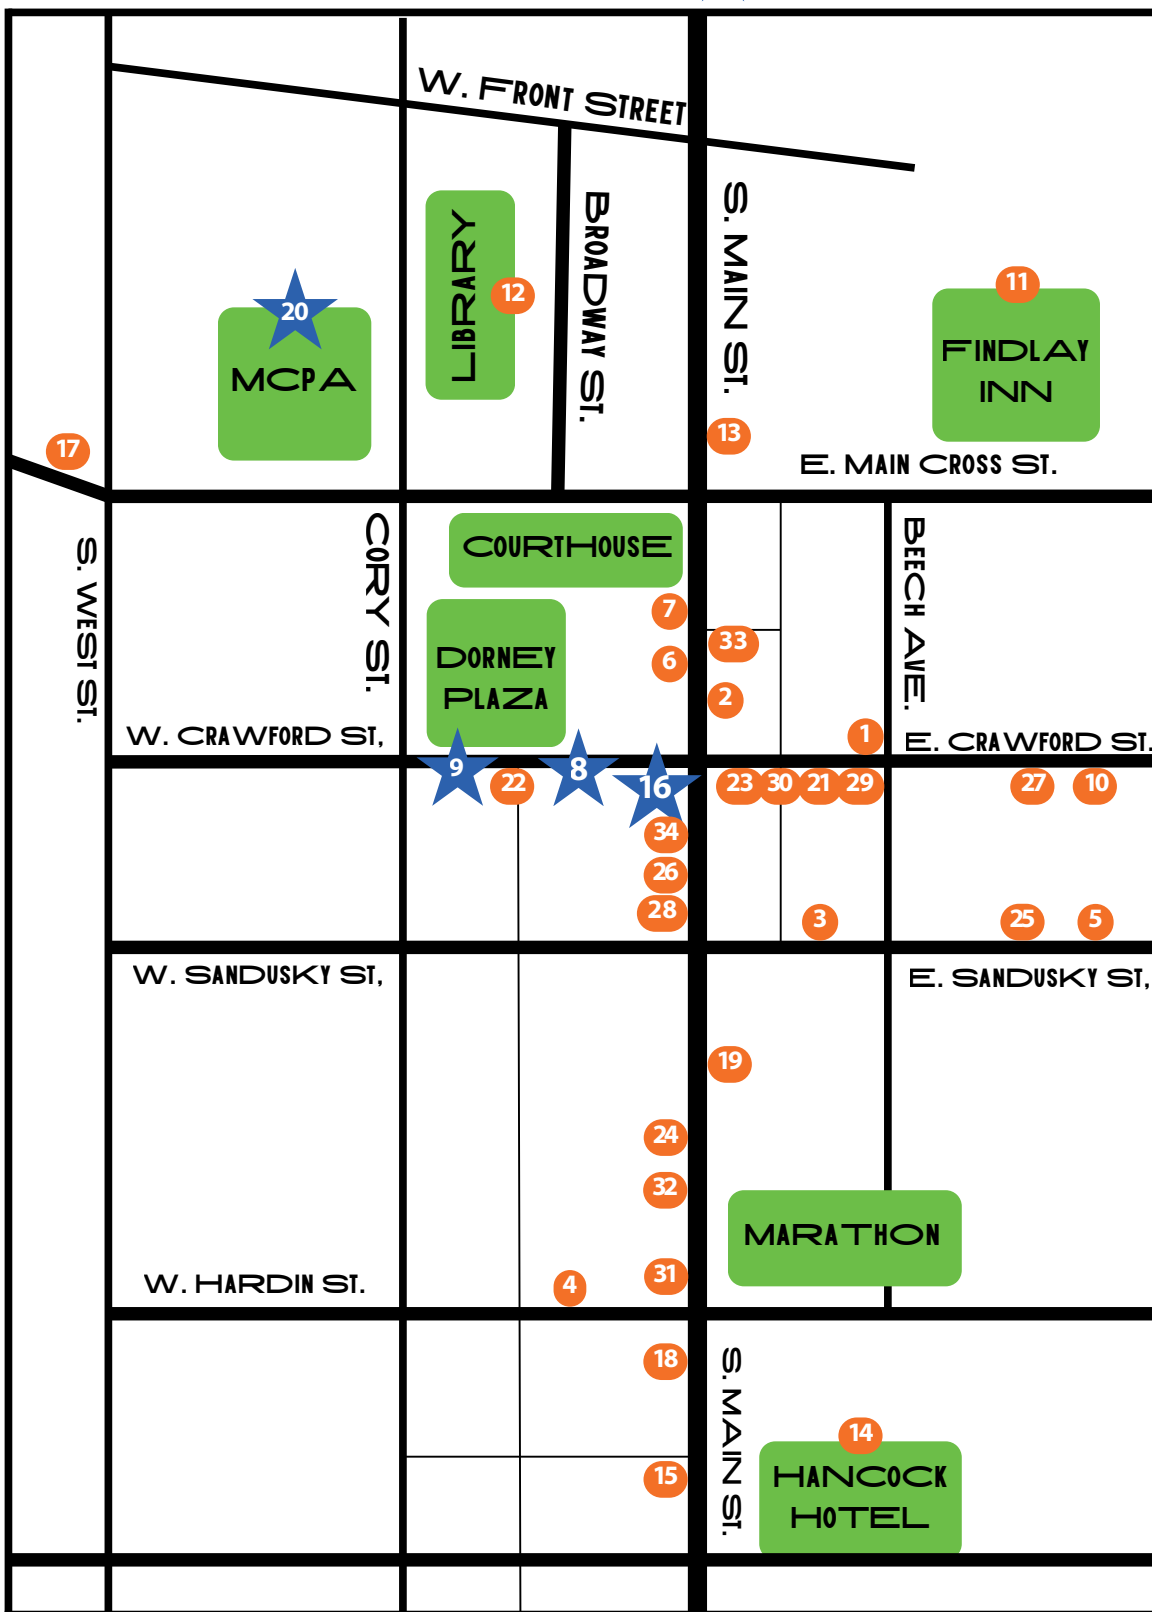 W. FRONT STREET
LIBRARY
BROADWAY ST.
S. MAIN ST.
12
11
20
MCPA
FINDLAY
INN
13
17
E. MAIN CROSS ST.
S. WEST ST.
CORY ST.
COURTHOUSE
BEECH AVE.
7
33
DORNEY
PLAZA
6
2
W. CRAWFORD ST,
1
E. CRAWFORD ST.
9
22
8
16
23
30
21
29
27
10
34
26
28
3
25
5
W. SANDUSKY ST,
E. SANDUSKY ST,
19
24
32
MARATHON
W. HARDIN ST.
4
31
18
S. MAIN ST.
14
15
HANCOCK
HOTEL